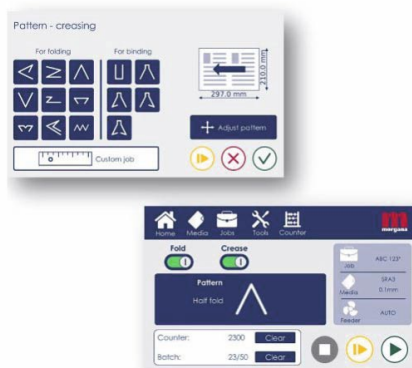 Pattern - creasing
For folding
For binding
210.0 mm
297.0 mm
Adjust pattern
Custom job
Home
Media
Jobs
Tools
Counter
morgana
Fold
Crease
Pattern
Half fold
Job
ABC 123*
Media
SRA3
0.1mm
Feeder
AUTO
Counter:
2300
Clear
Batch:
23/50
Clear